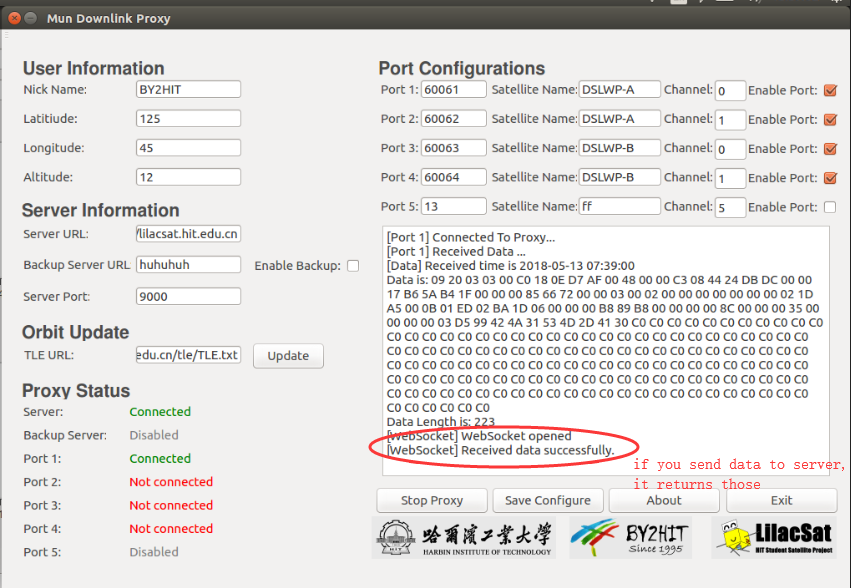 Mun Downlink Proxy
User Information
Nick Name: BY2HIT
Latitiude: 125
Longitude: 45
Altitude: 12
Server Information
Server URL: /lilacsat.hit.edu.cn
Backup Server URL huhuhuh Enable Backup:
Server Port: 9000
Orbit Update
TLE URL: edu.cn/tle/TLE.txt Update
Proxy Status
Server: Connected
Backup Server: Disabled
Port 1: Connected
Port 2: Not connected
Port 3: Not connected
Port 4: Not connected
Port 5: Disabled
Port Configurations
Port 1: 60061 Satellite Name: DSLWP-A Channel: 0 Enable Port:
Port 2: 60062 Satellite Name: DSLWP-A Channel: 1 Enable Port:
Port 3: 60063 Satellite Name: DSLWP-B Channel: 0 Enable Port:
Port 4: 60064 Satellite Name: DSLWP-B Channel: 1 Enable Port:
Port 5: 13 Satellite Name: ff Channel: 5 Enable Port:
[Port 1] Connected To Proxy...
[Port 1] Received Data ...
[Data] Received time is 2018-05-13 07:39:00
Data is: 09 20 03 03 00 C0 18 0E D7 AF 00 48 00 00 C3 08 44 24 DB DC 00 00
17 B6 5A B4 1F 00 00 00 85 66 72 00 00 03 00 02 00 00 00 00 00 00 00 02 1D
A5 00 0B 01 ED 02 BA 1D 06 00 00 00 B8 89 B8 00 00 00 00 8C 00 00 00 35 00
00 00 00 03 D5 99 42 4A 31 53 4D 2D 41 30 C0 C0 C0 C0 C0 C0 C0 C0 C0 C0 C0
C0 C0 C0 C0 C0 C0 C0 C0 C0 C0 C0 C0 C0 C0 C0 C0 C0 C0 C0 C0 C0 C0 C0 C0
C0 C0 C0 C0 C0 C0 C0 C0 C0 C0 C0 C0 C0 C0 C0 C0 C0 C0 C0 C0 C0 C0 C0 C0
C0 C0 C0 C0 C0 C0 C0 C0 C0 C0 C0 C0 C0 C0 C0 C0 C0 C0 C0 C0 C0 C0 C0 C0
C0 C0 C0 C0 C0 C0 C0 C0 C0 C0 C0 C0 C0 C0 C0 C0 C0 C0 C0 C0 C0 C0 C0 C0
C0 C0 C0 C0 C0 C0 C0 C0 C0 C0 C0 C0 C0 C0 C0 C0 C0 C0 C0 C0 C0 C0 C0 C0
C0 C0 C0 C0 C0 C0
Data Length is: 223
[WebSocket] WebSocket opened
[WebSocket] Received data successfully.
if you send data to server,
it returns those
Stop Proxy Save Configure About Exit
HIT 哈爾濱工業大學 BY2HIT LilacSat
HARBIN INSTITUTE OF TECHNOLOGY Since 1995 HIT Student Satellite Project